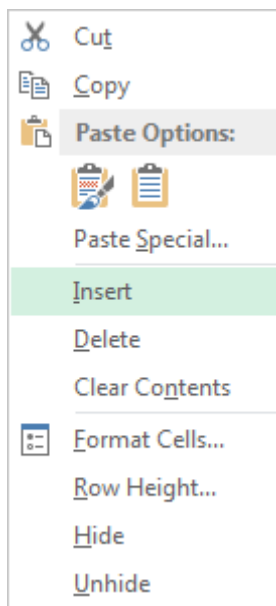 Cut
Copy
Paste Options:
Paste Special...
Insert
Delete
Clear Contents
Format Cells...
Row Height...
Hide
Unhide